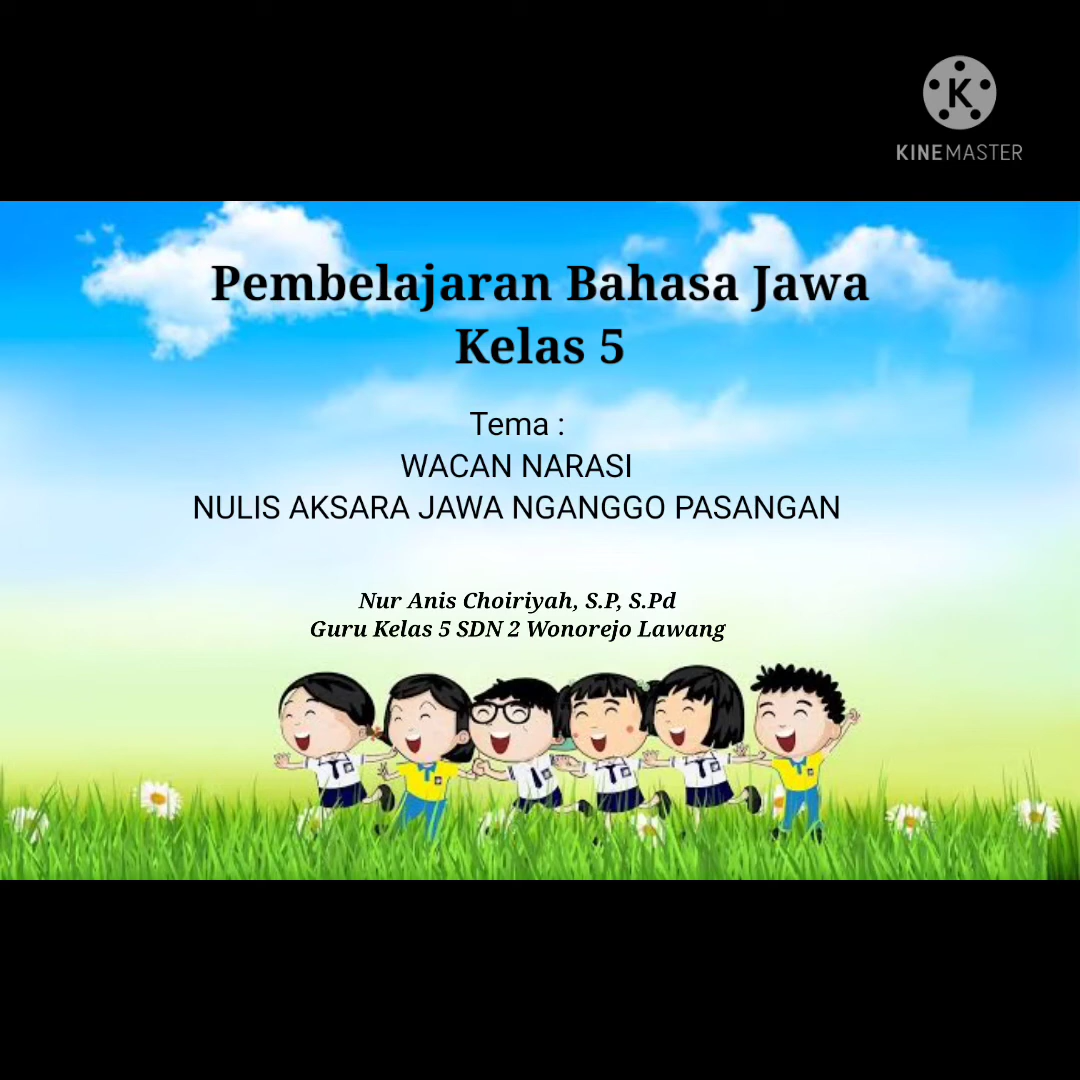 KINEMASTER
Pembelajaran Bahasa Jawa
Kelas 5
Tema :
WACAN NARASI
NULIS AKSARA JAWA NGANGGO PASANGAN
Nur Anis Choiriyah, S.P, S.Pd
Guru Kelas 5 SDN 2 Wonorejo Lawang